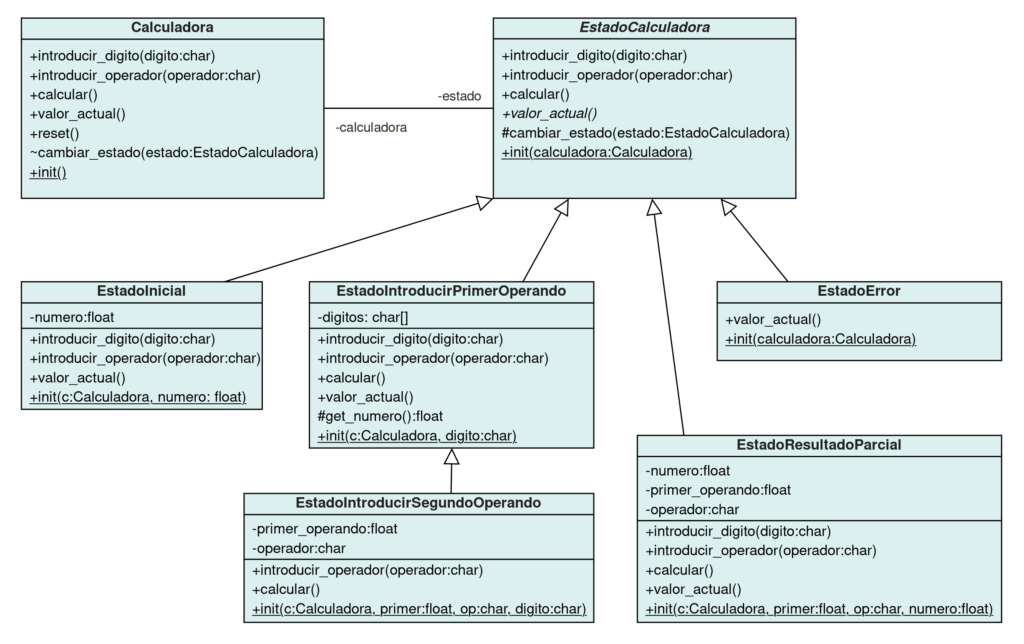 Calculadora
+introducir_digito(digito:char)
+introducir_operador(operador:char)
+calcular()
+valor_actual()
+reset()
~cambiar_estado(estado:EstadoCalculadora)
+init()
-estado
-calculadora
EstadoCalculadora
+introducir_digito(digito:char)
+introducir_operador(operador:char)
+calcular()
+valor_actual()
#cambiar_estado(estado:EstadoCalculadora)
+init(calculadora:Calculadora)
EstadoInicial
-numero:float
+introducir_digito(digito:char)
+introducir_operador(operador:char)
+valor_actual()
+init(c:Calculadora, numero: float)
EstadoIntroducirPrimerOperando
-digitos: char[]
+introducir_digito(digito:char)
+introducir_operador(operador:char)
+calcular()
+valor_actual()
#get_numero():float
+init(c:Calculadora, digito:char)
EstadoError
+valor_actual()
+init(calculadora:Calculadora)
EstadoIntroducirSegundoOperando
-primer_operando:float
-operador:char
+introducir_operador(operador:char)
+calcular()
+init(c:Calculadora, primer:float, op:char, digito:char)
EstadoResultadoParcial
-numero:float
-primer_operando:float
-operador:char
+introducir_digito(digito:char)
+introducir_operador(operador:char)
+calcular()
+valor_actual()
+init(c:Calculadora, primer:float, op:char, numero:float)